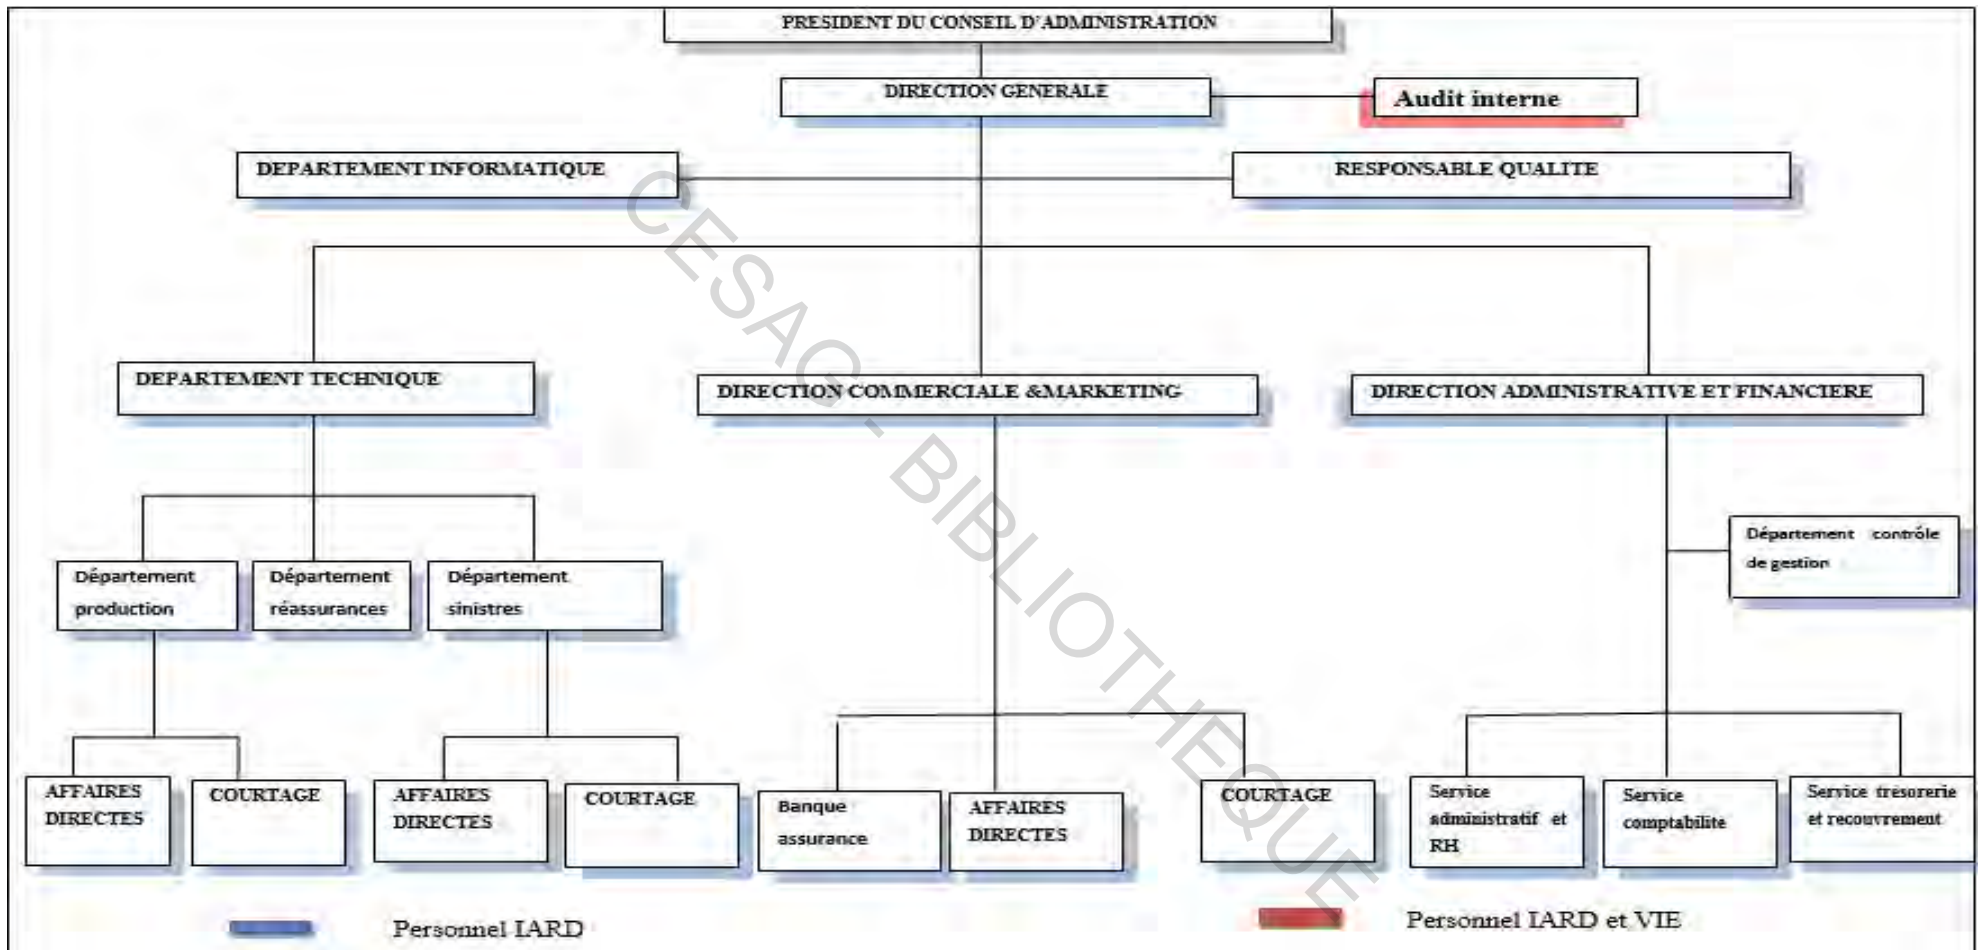 PRESIDENT DU CONSEIL D'ADMINISTRATION
DIRECTION GENERALE
Audit interne
DEPARTEMENT INFORMATIQUE
RESPONSABLE QUALITE
DEPARTEMENT TECHNIQUE
DIRECTION COMMERCIALE &MARKETING
DIRECTION ADMINISTRATIVE ET FINANCIERE
Département contrôle
de gestion
Département
production
Département
réassurances
Département
sinistres
AFFAIRES
DIRECTES
COURTAGE
AFFAIRES
DIRECTES
COURTAGE
Banque
assurance
AFFAIRES
DIRECTES
COURTAGE
Service
administratif et
RH
Service
comptabilite
Service trésorerie
et recouvrement
Personnel IARD
Personnel IARD et VIE
CESAG - BIBLIOTHEQUE